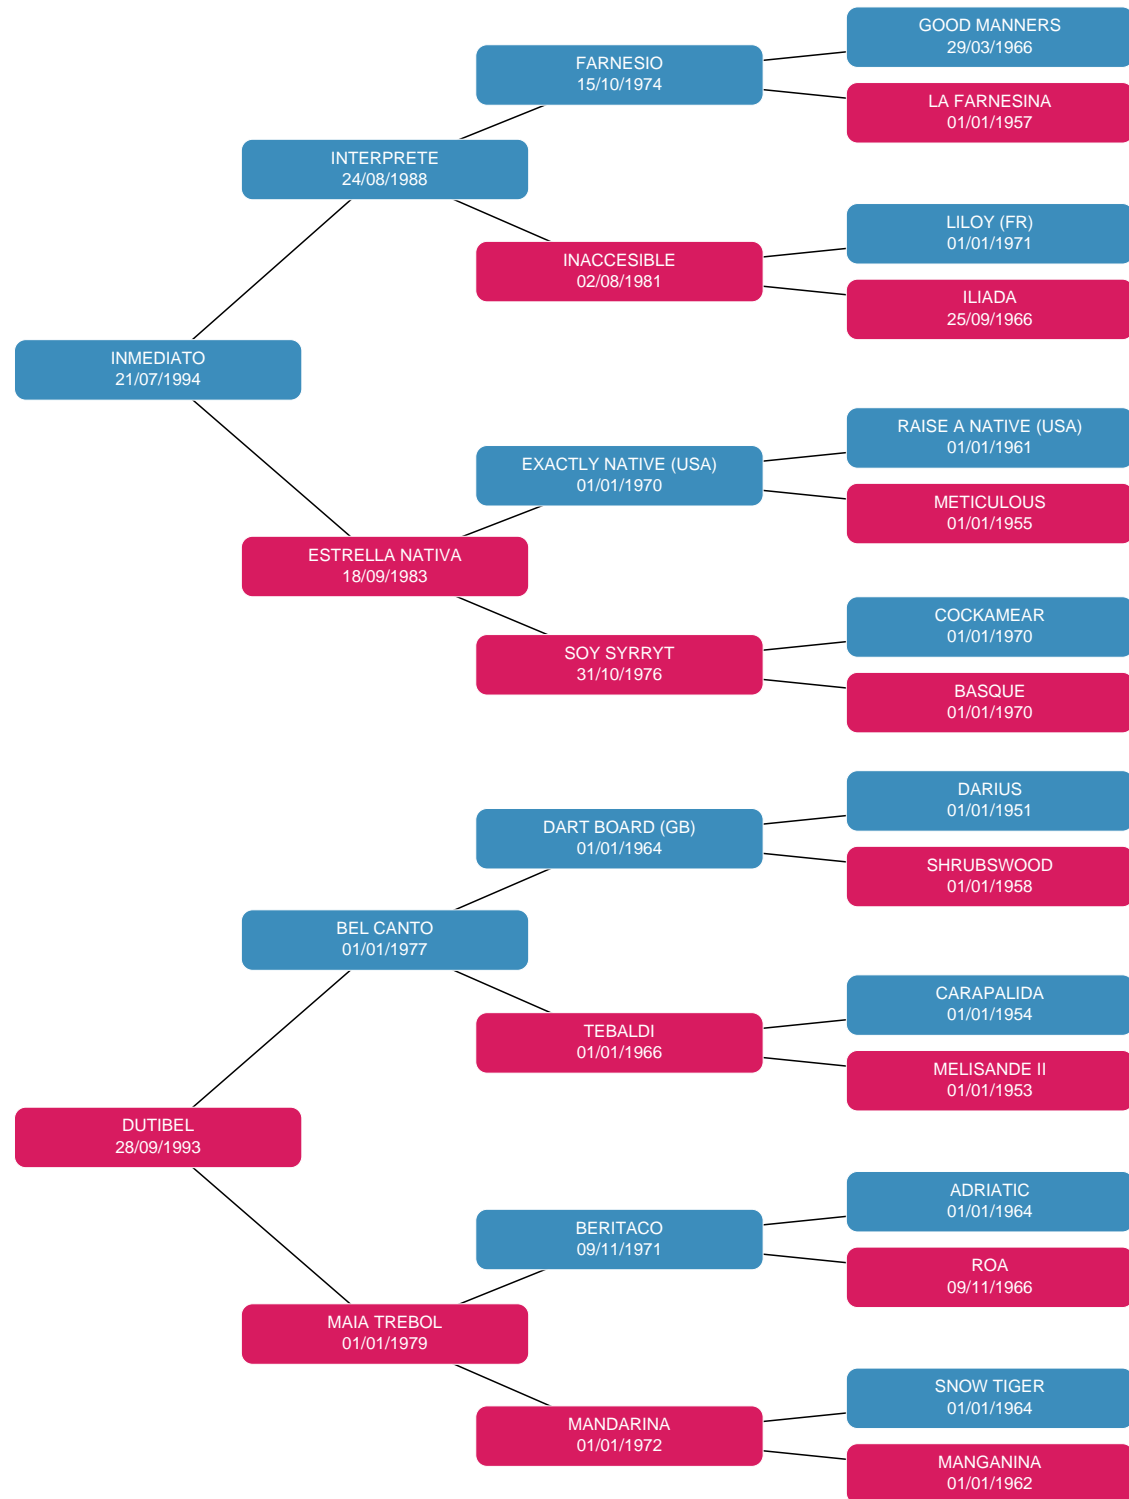 GOOD MANNERS
29/03/1966
FARNESIO
15/10/1974
LA FARNESINA
01/01/1957
INTERPRETE
24/08/1988
LILOY (FR)
01/01/1971
INACCESIBLE
02/08/1981
ILIADA
25/09/1966
INMEDIATO
21/07/1994
RAISE A NATIVE (USA)
01/01/1961
EXACTLY NATIVE (USA)
01/01/1970
METICULOUS
01/01/1955
ESTRELLA NATIVA
18/09/1983
COCKAMEAR
01/01/1970
SOY SYRRYT
31/10/1976
BASQUE
01/01/1970
DARIUS
01/01/1951
DART BOARD (GB)
01/01/1964
SHRUBSWOOD
01/01/1958
BEL CANTO
01/01/1977
CARAPALIDA
01/01/1954
TEBALDI
01/01/1966
MELISANDE II
01/01/1953
DUTIBEL
28/09/1993
ADRIATIC
01/01/1964
BERITACO
09/11/1971
ROA
09/11/1966
MAIA TREBOL
01/01/1979
SNOW TIGER
01/01/1964
MANDARINA
01/01/1972
MANGANINA
01/01/1962